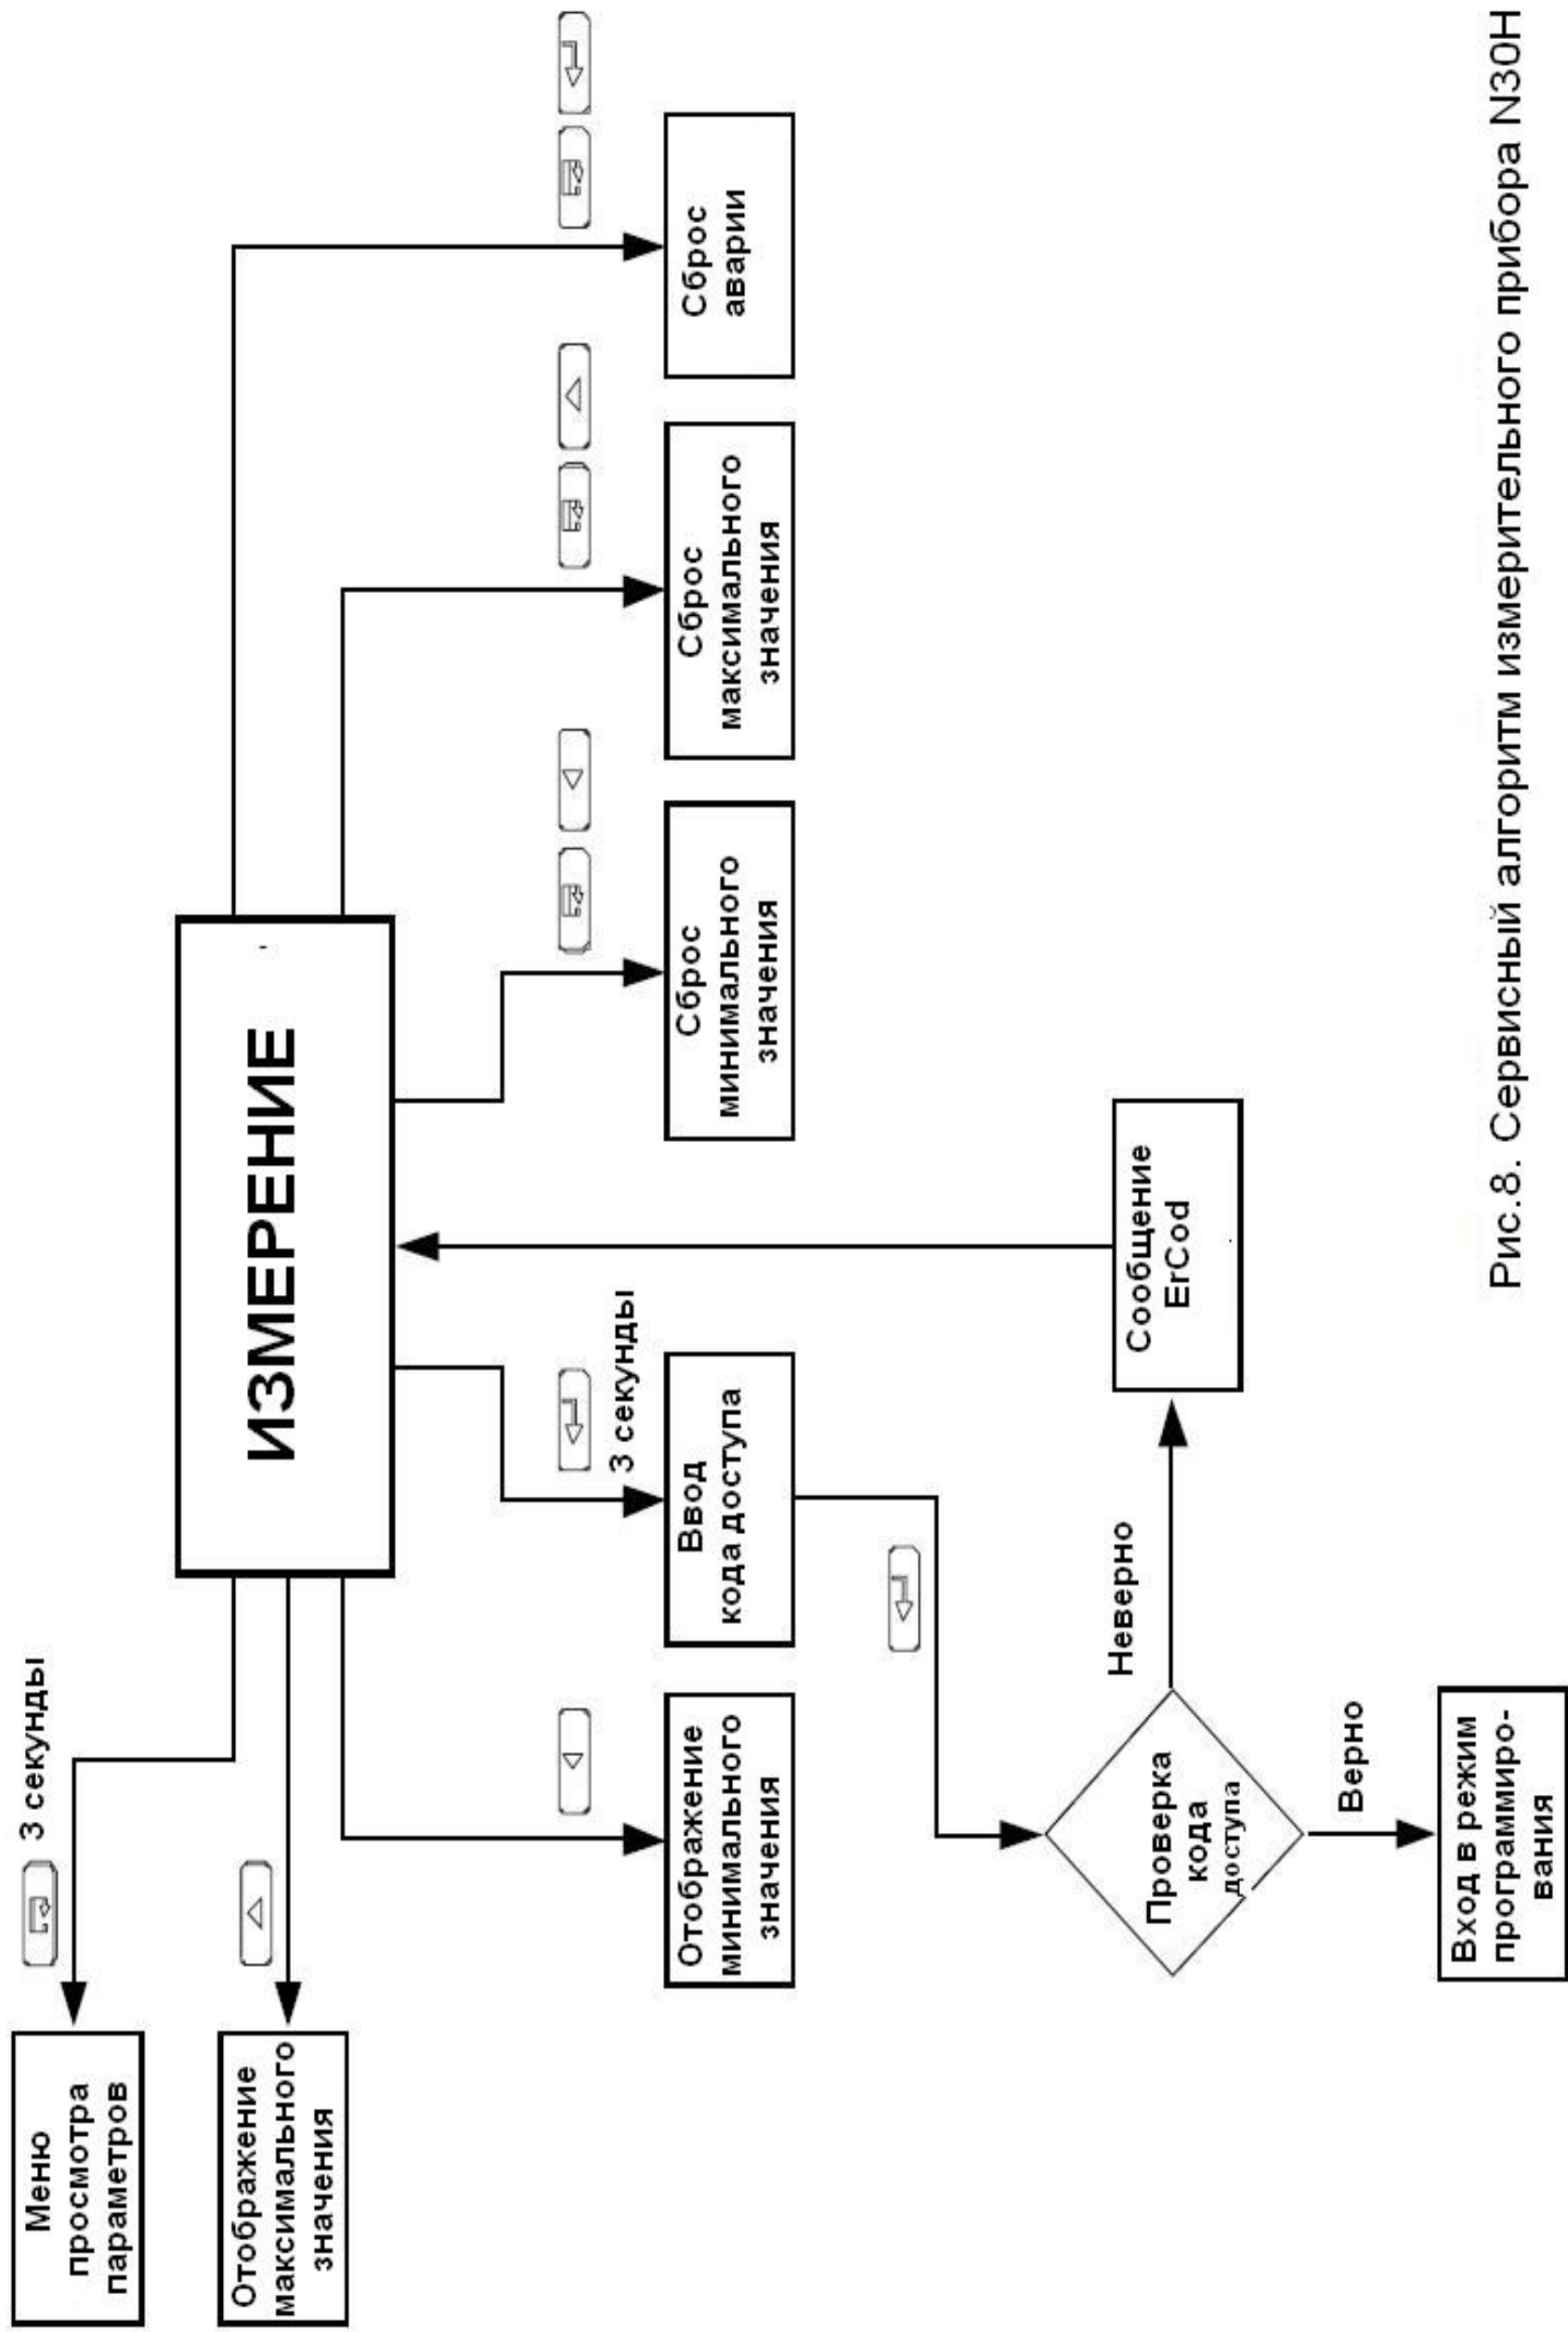 Меню
просмотра
параметров
3 секунды
Отображение
максимального
значения
ИЗМЕРЕНИЕ
Отображение
минимального
значения
Ввод
кода доступа
3 секунды
Сброс
минимального
значения
Сброс
максимального
значения
Сброс
аварии
Проверка
кода
доступа
Неверно
Сообщение
ErCod
Верно
Вход в режим
программиро-
вания
Рис.8. Сервисный алгоритм измерительного прибора N30H